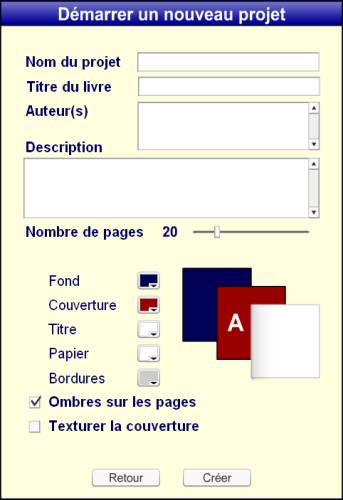 Démarrer un nouveau projet
Nom du projet
Titre du livre
Auteur(s)
Description
Nombre de pages 20
Fond
Couverture
Titre
Papier
Bordures
A
Ombres sur les pages
Texturer la couverture
Retour Créer